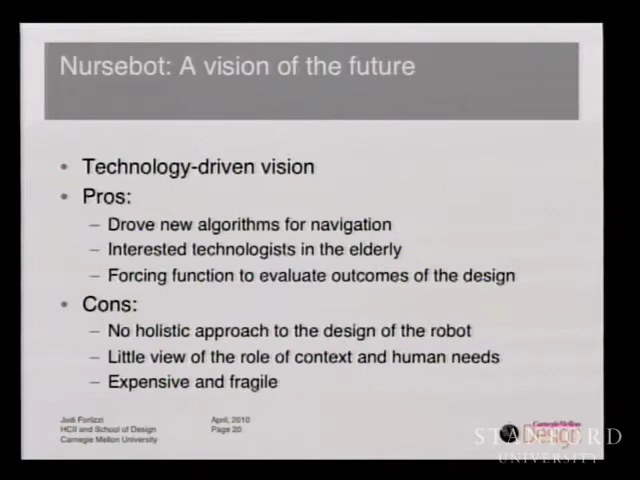 Nursebot: A vision of the future
• Technology-driven vision
• Pros:
– Drove new algorithms for navigation
– Interested technologists in the elderly
– Forcing function to evaluate outcomes of the design
• Cons:
– No holistic approach to the design of the robot
– Little view of the role of context and human needs
– Expensive and fragile
Jodi Forlizzi
HCII and School of Design
Carnegie Mellon University
April, 2010
Page 20
Carnegie Mellon
Design
STANFORD
UNIVERSITY